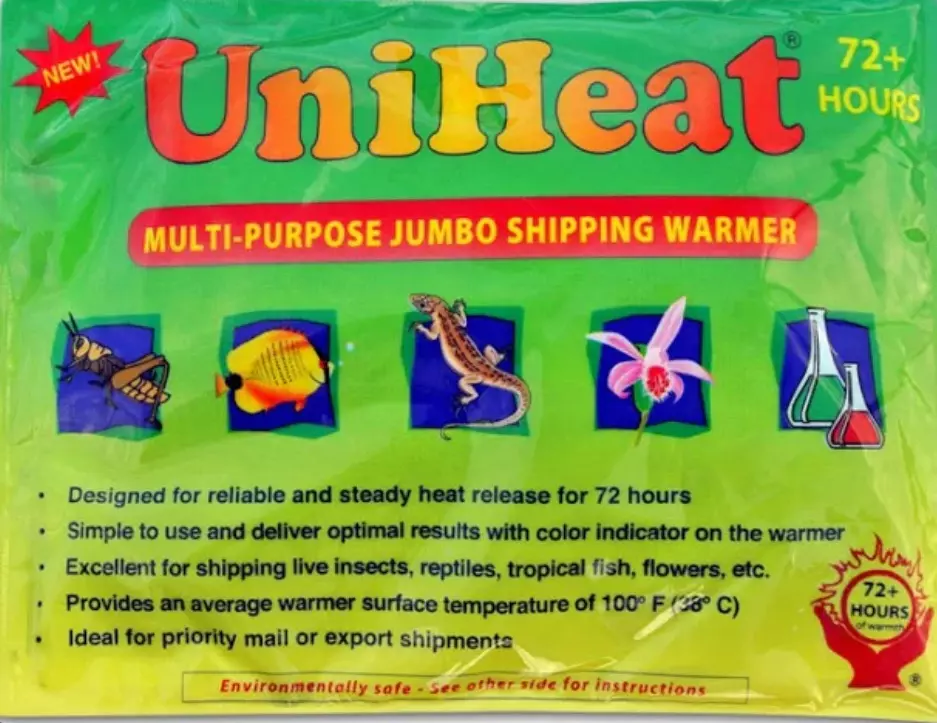 NEW!
UniHeat®
72+
HOURS
MULTI-PURPOSE JUMBO SHIPPING WARMER
• Designed for reliable and steady heat release for 72 hours
• Simple to use and deliver optimal results with color indicator on the warmer
• Excellent for shipping live insects, reptiles, tropical fish, flowers, etc.
• Provides an average warmer surface temperature of 100º F (38º C)
• Ideal for priority mail or export shipments
72+
HOURS
of warmth
®
Environmentally safe - See other side for instructions